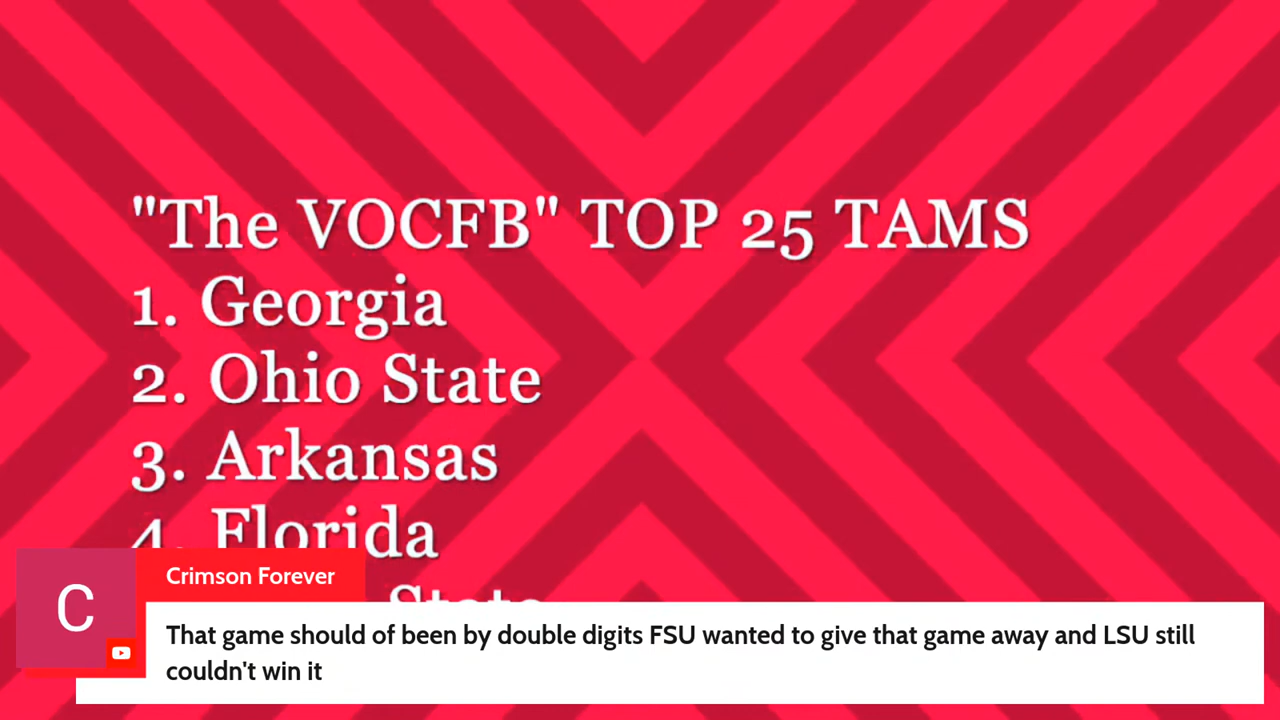 "The VOCFB" TOP 25 TAMS
1. Georgia
2. Ohio State
3. Arkansas
4. Florida
State
C
Crimson Forever
That game should of been by double digits FSU wanted to give that game away and LSU still
couldn't win it